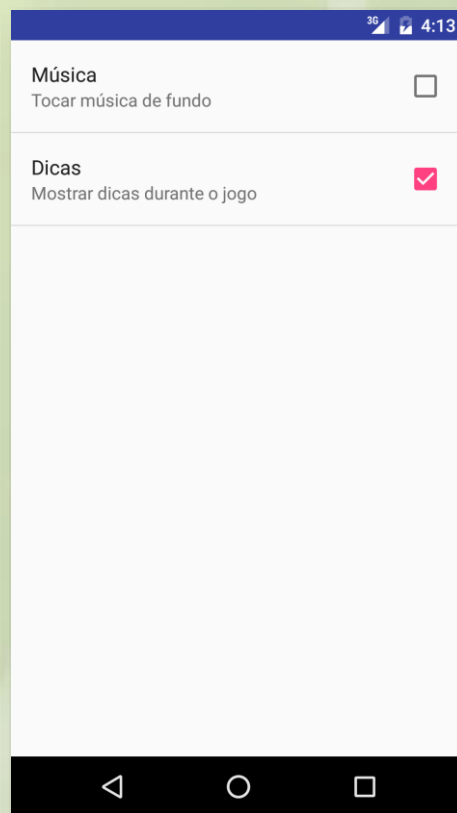 3G 4:13
Música
Tocar música de fundo
Dicas
Mostrar dicas durante o jogo